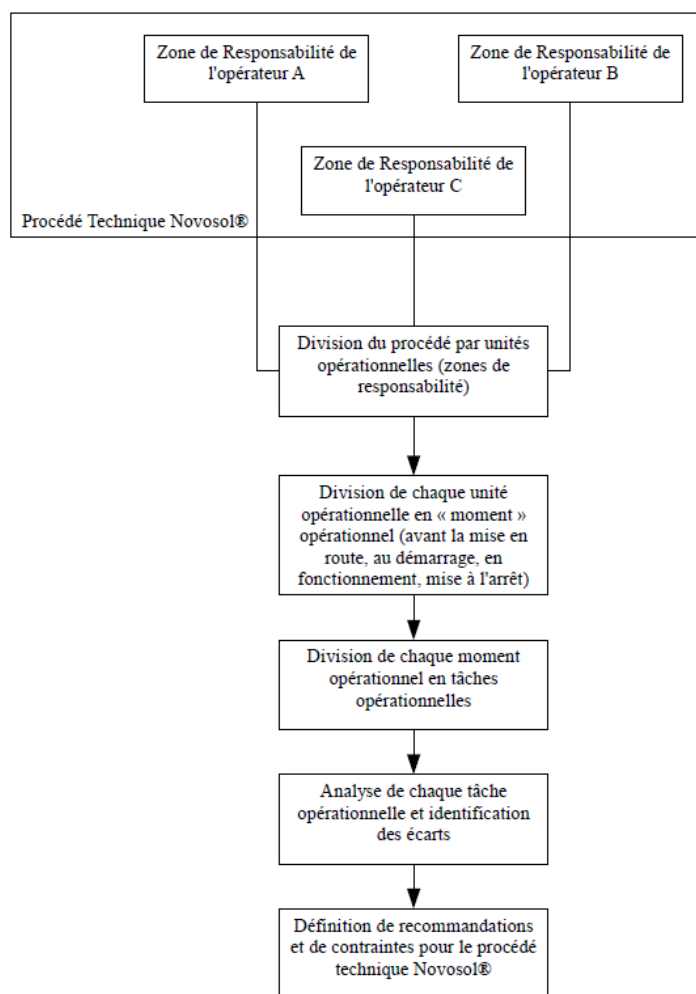 Zone de Responsabilité de
l'opérateur A
Zone de Responsabilité de
l'opérateur B
Zone de Responsabilité de
l'opérateur C
Procédé Technique Novosol®
Division du procédé par unités
opérationnelles (zones de
responsabilité)
Division de chaque unité
opérationnelle en « moment »
opérationnel (avant la mise en
route, au démarrage, en
fonctionnement, mise à l'arrêt)
Division de chaque moment
opérationnel en tâches
opérationnelles
Analyse de chaque tâche
opérationnelle et identification
des écarts
Définition de recommandations
et de contraintes pour le procédé
technique Novosol®